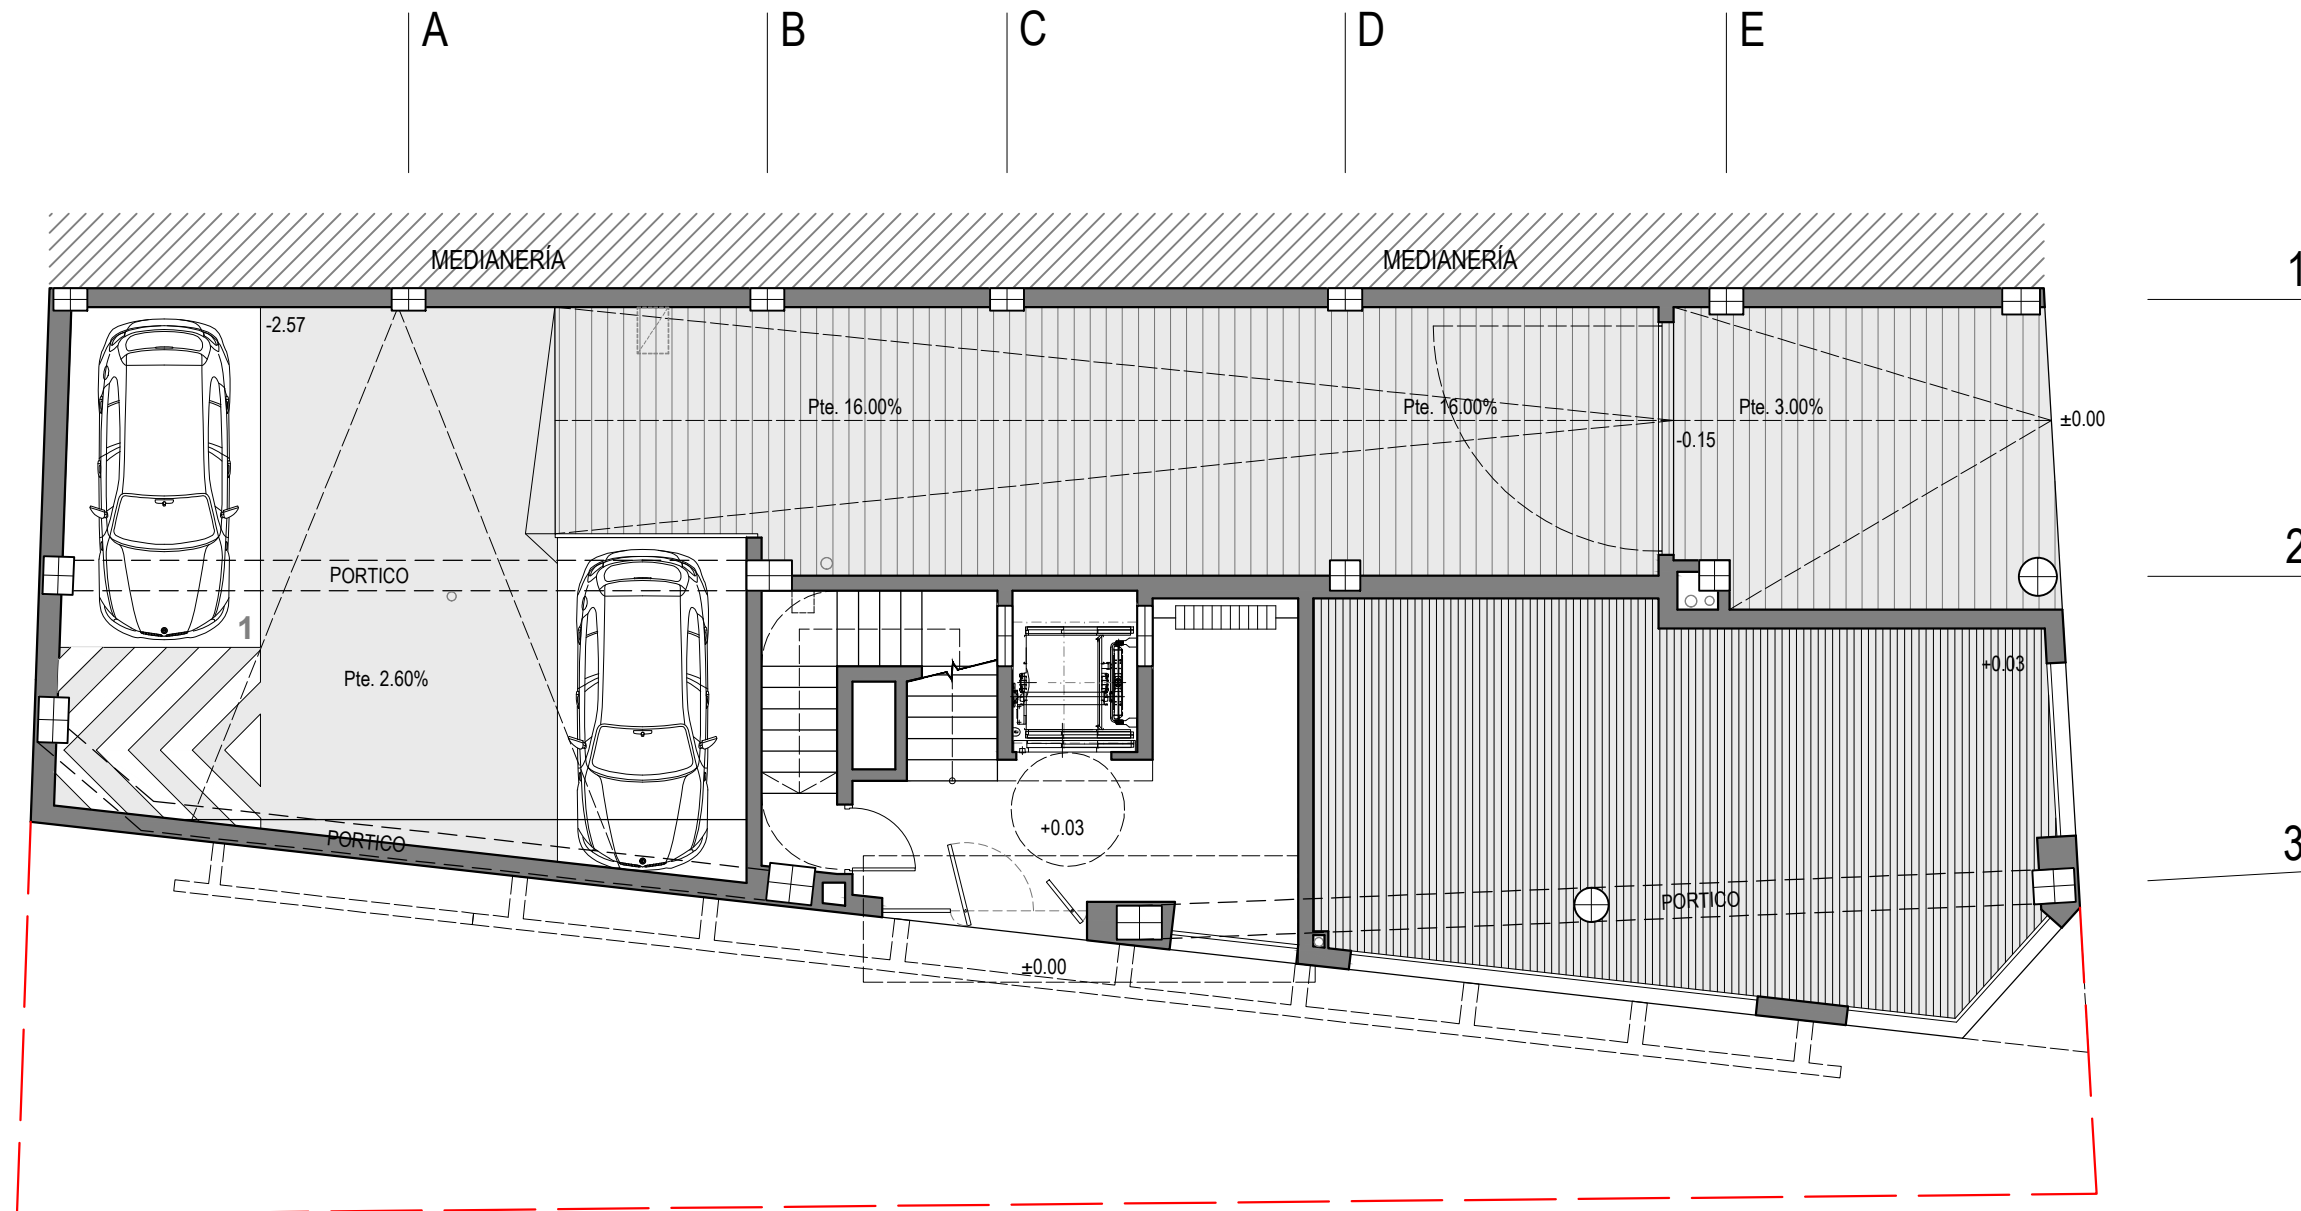 A
B
C
D
E
MEDIANERÍA
MEDIANERÍA
1
-2.57
Pte. 16.00%
Pte. 16.00%
Pte. 3.00%
±0.00
-0.15
2
PORTICO
1
Pte. 2.60%
+0.03
+0.03
PORTICO
3
PORTICO
±0.00